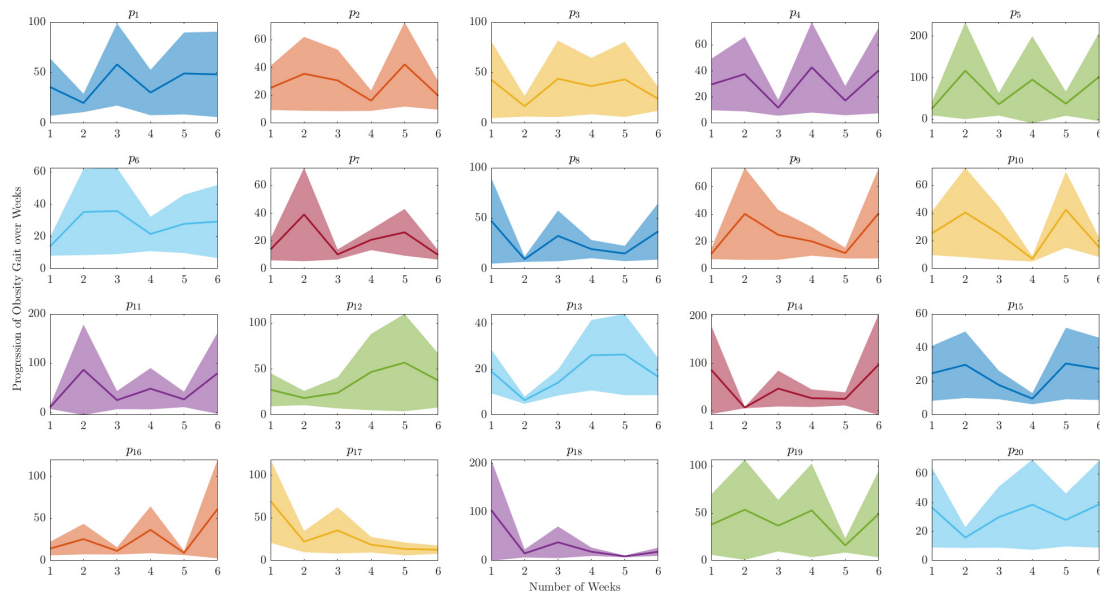 p1 p2 p3 p4 p5
100 50 0 1 2 3 4 5 6
60 40 20 0 1 2 3 4 5 6
100 50 0 1 2 3 4 5 6
60 40 20 0 1 2 3 4 5 6
200 100 0 1 2 3 4 5 6
p6 p7 p8 p9 p10
60 40 20 0 1 2 3 4 5 6
60 40 20 0 1 2 3 4 5 6
100 50 0 1 2 3 4 5 6
60 40 20 0 1 2 3 4 5 6
60 40 20 0 1 2 3 4 5 6
Progression of Obesity Gait over Weeks
p11 p12 p13 p14 p15
200 100 0 1 2 3 4 5 6
100 50 0 1 2 3 4 5 6
40 20 0 1 2 3 4 5 6
200 100 0 1 2 3 4 5 6
60 40 20 0 1 2 3 4 5 6
p16 p17 p18 p19 p20
100 50 0 1 2 3 4 5 6
100 50 0 1 2 3 4 5 6
200 100 0 1 2 3 4 5 6
100 50 0 1 2 3 4 5 6
60 40 20 0 1 2 3 4 5 6
Number of Weeks